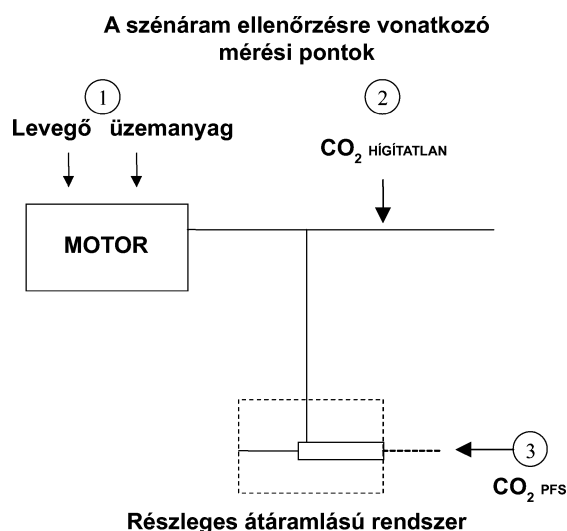 A szénáram ellenőrzésre vonatkozó
mérési pontok
1
2
Levegő üzemanyag
CO₂ HÍGÍTATLAN
MOTOR
3
CO₂ PFS
Részleges átáramlású rendszer